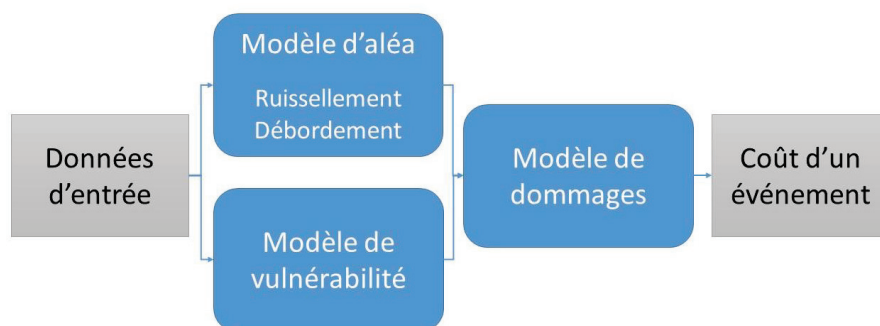 Données
d'entrée
Modèle d'aléa
Ruissellement
Débordement
Modèle de
vulnérabilité
Modèle de
dommages
Coût d'un
événement